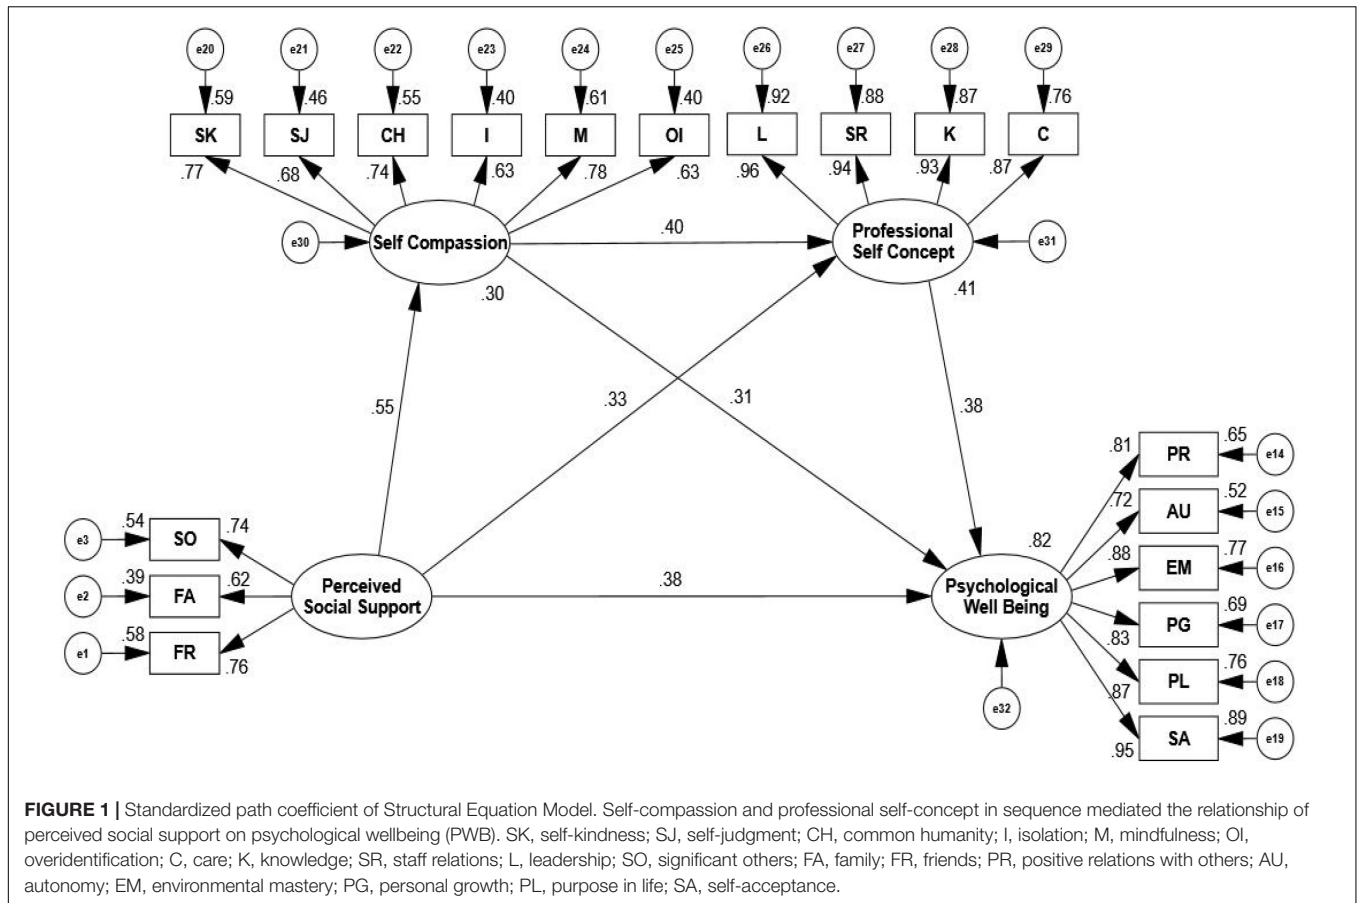 e20 e21 e22 e23 e24 e25 e26 e27 e28 e29
.59 .46 .55 .40 .61 .40 .92 .88 .87 .76
SK SJ CH I M OI L SR K C
.77 .68 .74 .63 .78 .63 .96 .94 .93 .87
e30 Self Compassion .40 Professional
Self Concept e31
.30 .41
.55 .33 .31 .38
.81 PR .65 e14
.72 AU .52 e15
.88 EM .77 e16
.83 PG .69 e17
.87 PL .76 e18
.95 SA .89 e19
e3 .54 SO .74
e2 .39 FA .62
e1 .58 FR .76
Perceived
Social Support
.38
.82
Psychological
Well Being
e32
FIGURE 1 | Standardized path coefficient of Structural Equation Model. Self-compassion and professional self-concept in sequence mediated the relationship of
perceived social support on psychological wellbeing (PWB). SK, self-kindness; SJ, self-judgment; CH, common humanity; I, isolation; M, mindfulness; OI,
overidentification; C, care; K, knowledge; SR, staff relations; L, leadership; SO, significant others; FA, family; FR, friends; PR, positive relations with others; AU,
autonomy; EM, environmental mastery; PG, personal growth; PL, purpose in life; SA, self-acceptance.